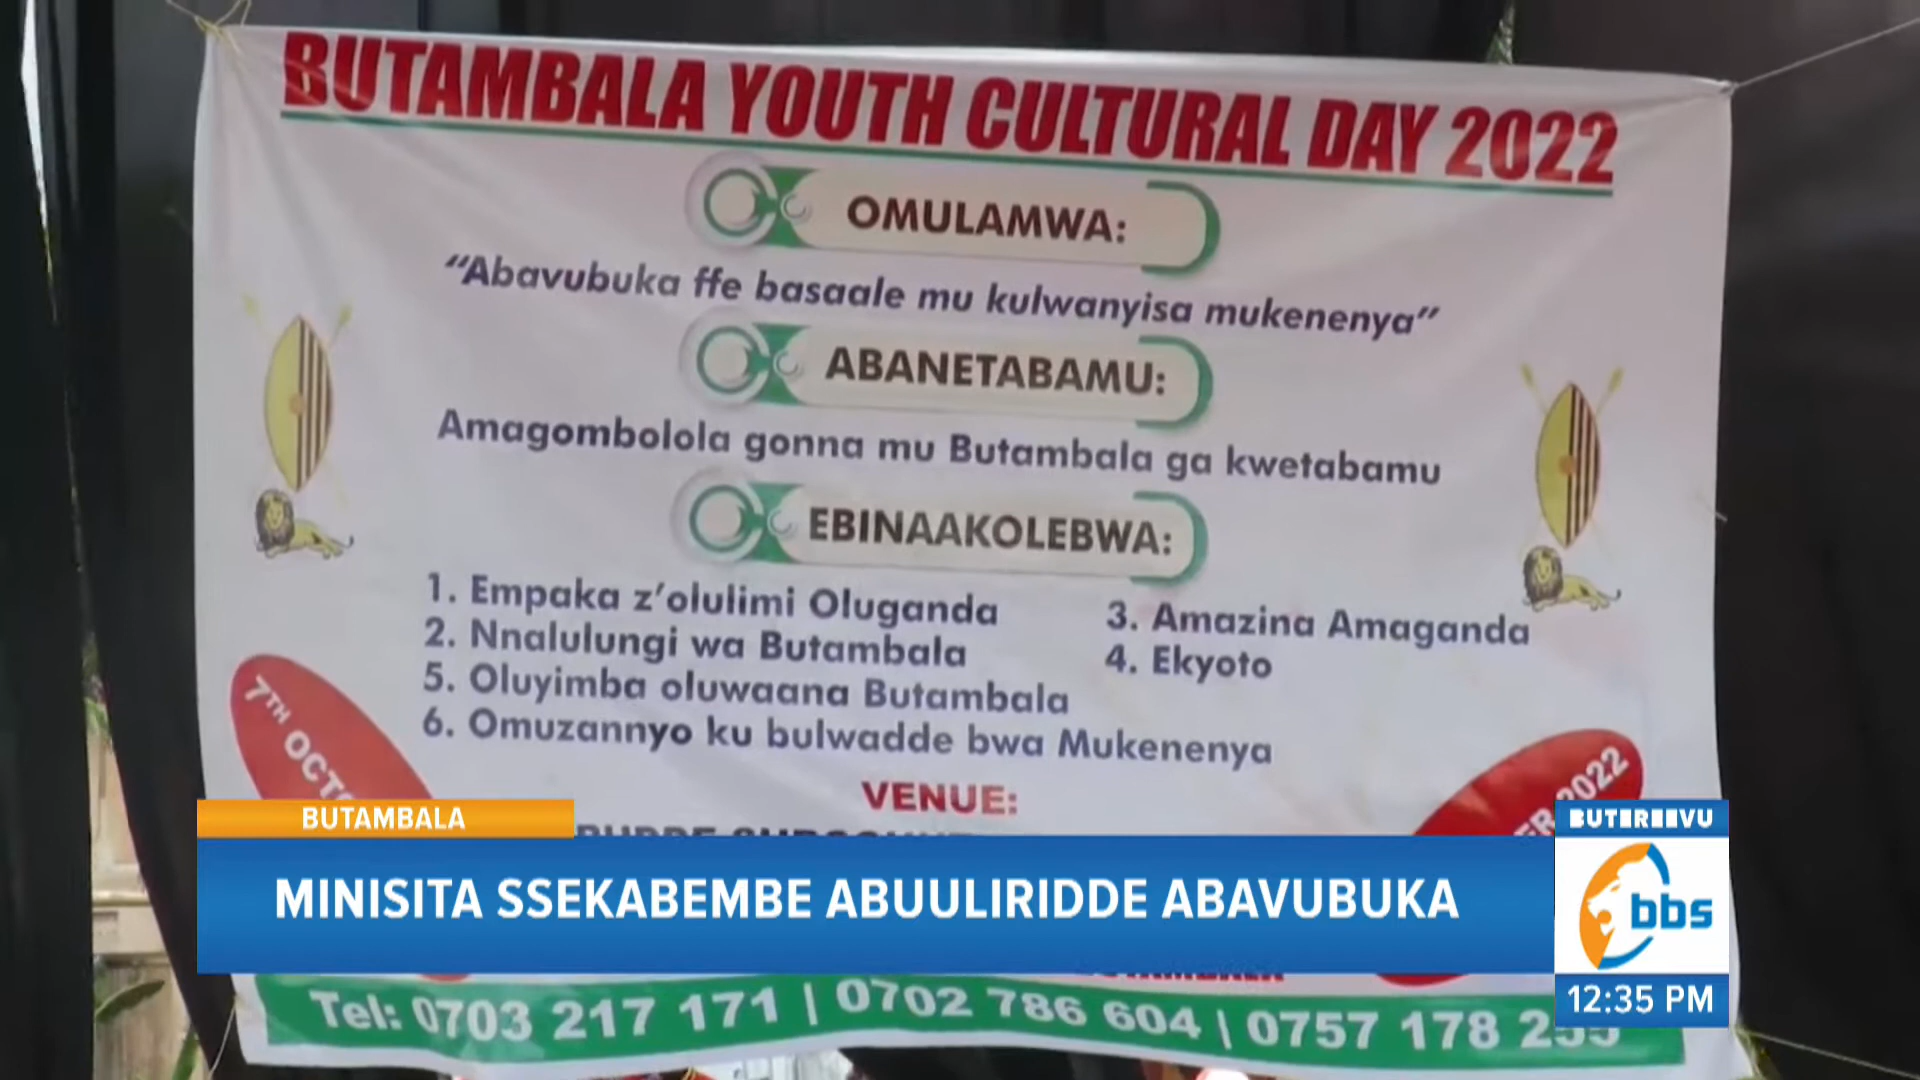 BUTAMBALA YOUTH CULTURAL DAY 2022
OMULAMWA:
"Abavubuka ffe basaale mu kulwanyisa mukenenya"
ABANETABAMU:
Amagombolola gonna mu Butambala ga kwetabamu
EBINAAKOLEBWA:
1. Empaka z'olulimi Oluganda
2. Nnalulungi wa Butambala
3. Amazina Amaganda
4. Ekyoto
5. Oluyimba oluwaana Butambala
6. Omuzannyo ku bulwadde bwa Mukenenya
7TH
2022
VENUE:
BUTAMBALA
BUTEREEVU
MINISITA SSEKABEMBE ABUULIRIDDE ABAVUBUKA
bbs
12:35 PM
Tel: 0703 217 171 | 0702 786 604 | 0757 178